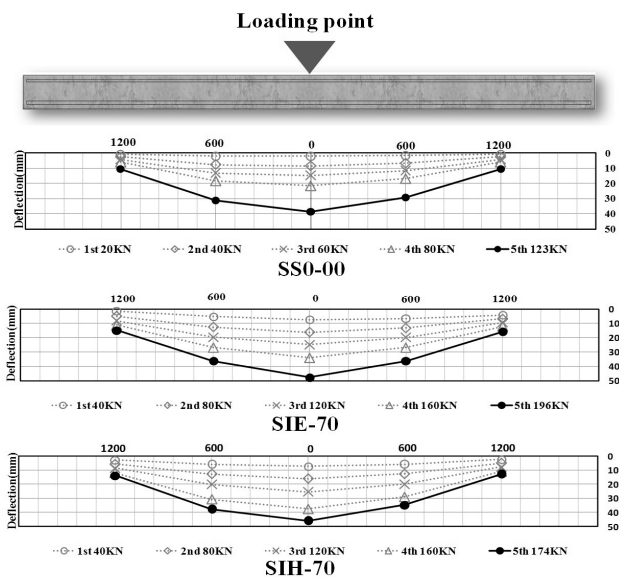 Loading point
1200 600 0 600 1200
0
10
20
30
40
50
Deflection(mm)
1st 20KN 2nd 40KN 3rd 60KN 4th 80KN 5th 123KN
SS0-00
1200 600 0 600 1200
0
10
20
30
40
50
Deflection(mm)
1st 40KN 2nd 80KN 3rd 120KN 4th 160KN 5th 196KN
SIE-70
1200 600 0 600 1200
0
10
20
30
40
50
Deflection(mm)
1st 40KN 2nd 80KN 3rd 120KN 4th 160KN 5th 174KN
SIH-70